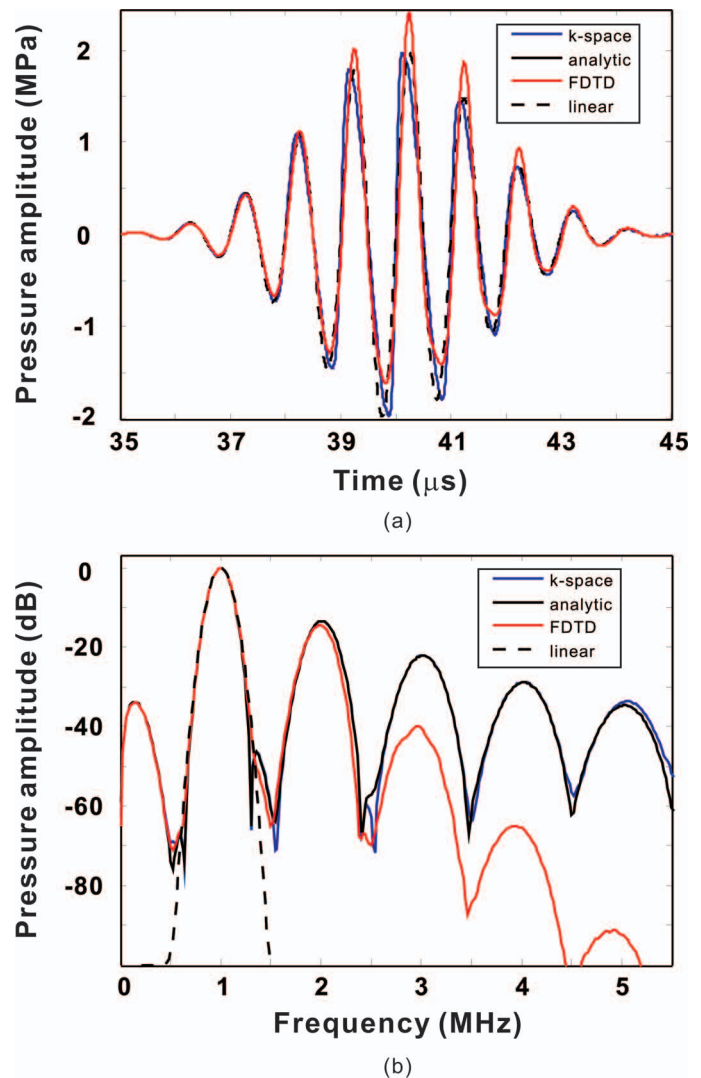 Pressure amplitude (MPa)
2
1
0
-1
-2
k-space
analytic
FDTD
linear
35 37 39 41 43 45
Time (μs)
(a)
Pressure amplitude (dB)
0
-20
-40
-60
-80
k-space
analytic
FDTD
linear
0 1 2 3 4 5
Frequency (MHz)
(b)